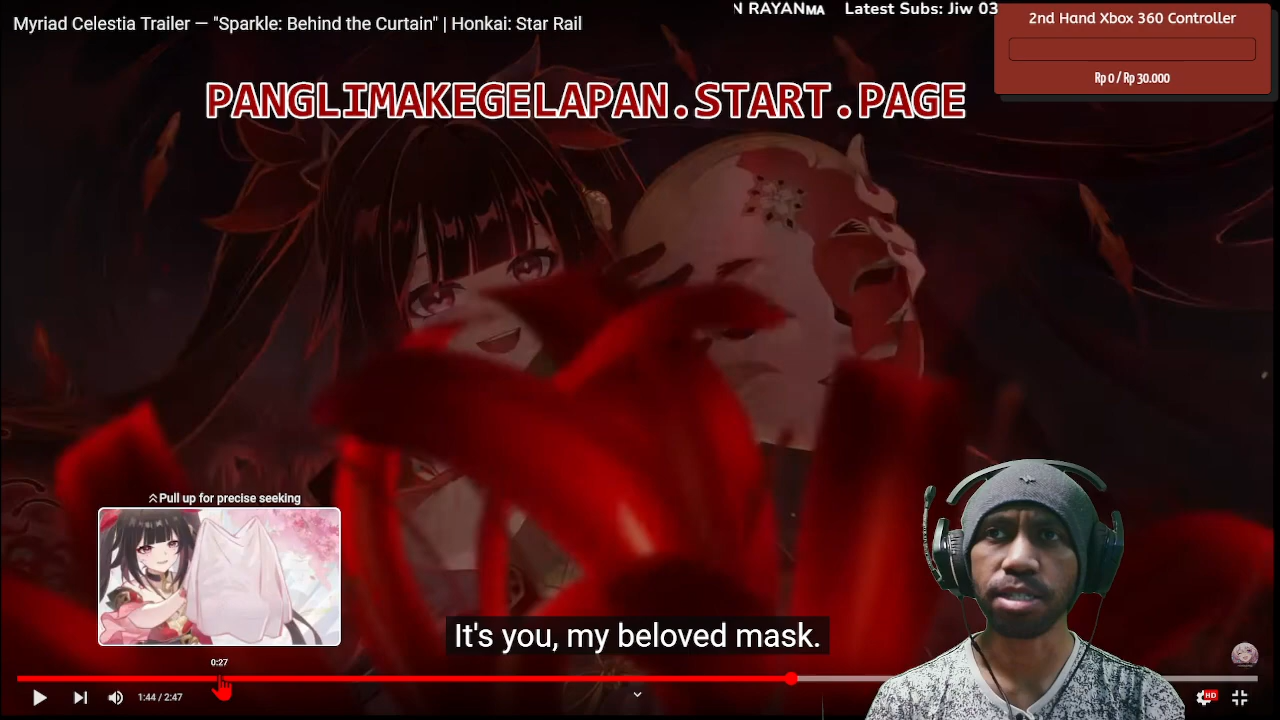 Myriad Celestia Trailer — "Sparkle: Behind the Curtain" | Honkai: Star Rail
N RAYAN
Latest Subs: Jiw 03
2nd Hand Xbox 360 Controller
Rp 0 / Rp 30.000
PANGLIMAKEGELAPAN.START.PAGE
Pull up for precise seeking
It's you, my beloved mask.
0:27
1:44 / 2:47
HD